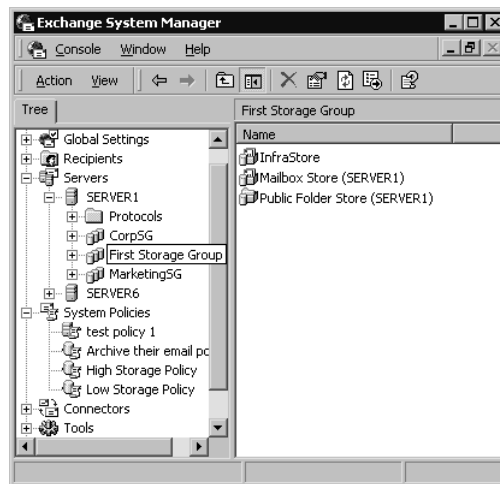 Exchange System Manager
Console Window Help
Action View
Tree
First Storage Group
Name
Global Settings
Recipients
Servers
SERVER1
Protocols
CorpSG
First Storage Group
MarketingSG
SERVER6
System Policies
test policy 1
Archive their email pc
High Storage Policy
Low Storage Policy
Connectors
Tools
InfraStore
Mailbox Store (SERVER1)
Public Folder Store (SERVER1)